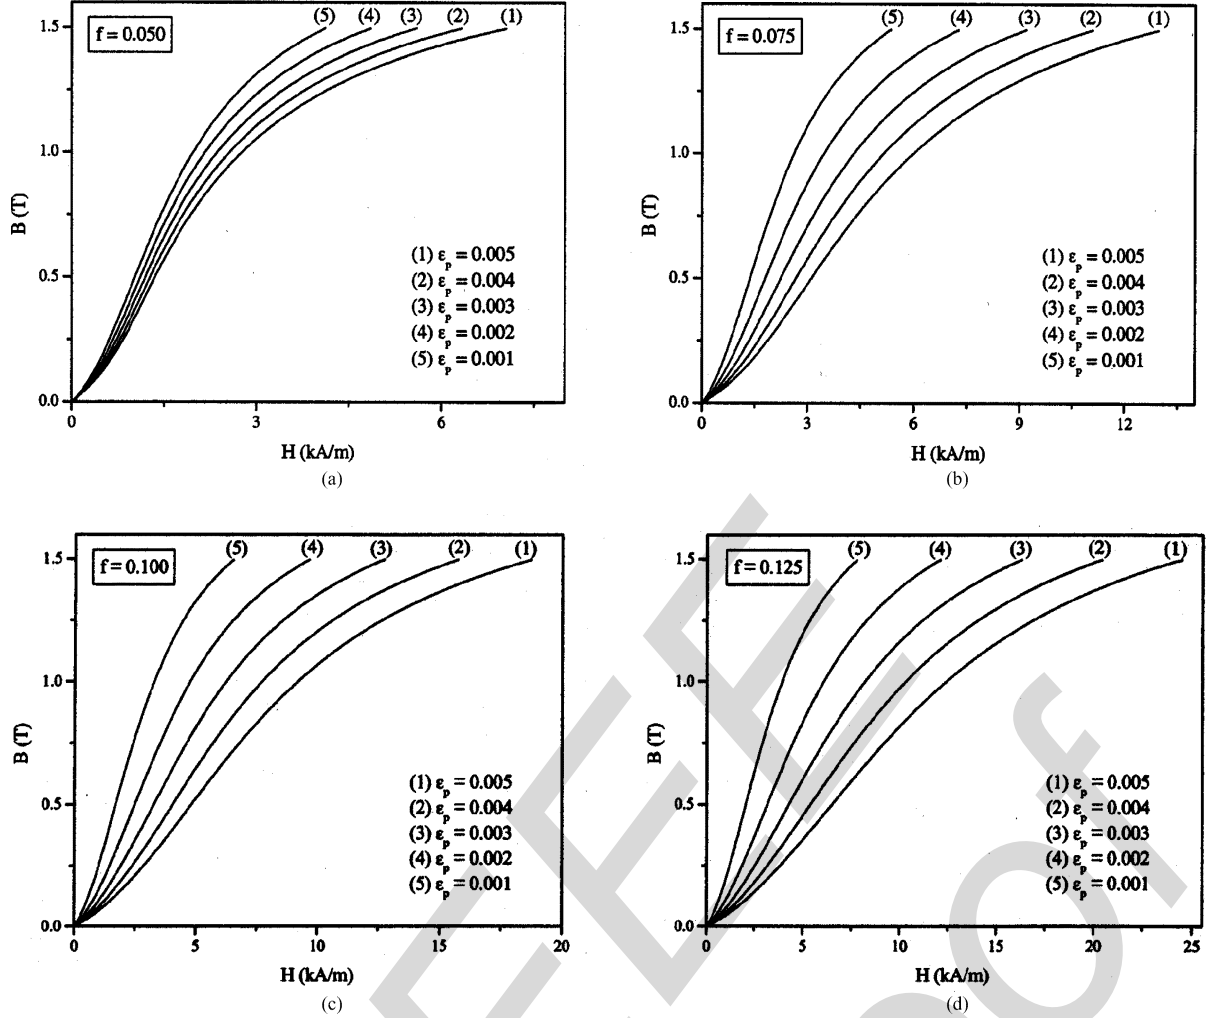 (5) (4) (3) (2) (1)
1.5
f = 0.050
1.0
B (T)
0.5
(1) εp = 0.005
(2) εp = 0.004
(3) εp = 0.003
(4) εp = 0.002
(5) εp = 0.001
0.0
0 3 6
H (kA/m)
(a)
(5) (4) (3) (2) (1)
1.5
f = 0.075
1.0
B (T)
0.5
(1) εp = 0.005
(2) εp = 0.004
(3) εp = 0.003
(4) εp = 0.002
(5) εp = 0.001
0.0
0 3 6 9 12
H (kA/m)
(b)
(5) (4) (3) (2) (1)
1.5
f = 0.100
1.0
B (T)
0.5
(1) εp = 0.005
(2) εp = 0.004
(3) εp = 0.003
(4) εp = 0.002
(5) εp = 0.001
0.0
0 5 10 15 20
H (kA/m)
(c)
(5) (4) (3) (2) (1)
1.5
f = 0.125
1.0
B (T)
0.5
(1) εp = 0.005
(2) εp = 0.004
(3) εp = 0.003
(4) εp = 0.002
(5) εp = 0.001
0.0
0 5 10 15 20 25
H (kA/m)
(d)